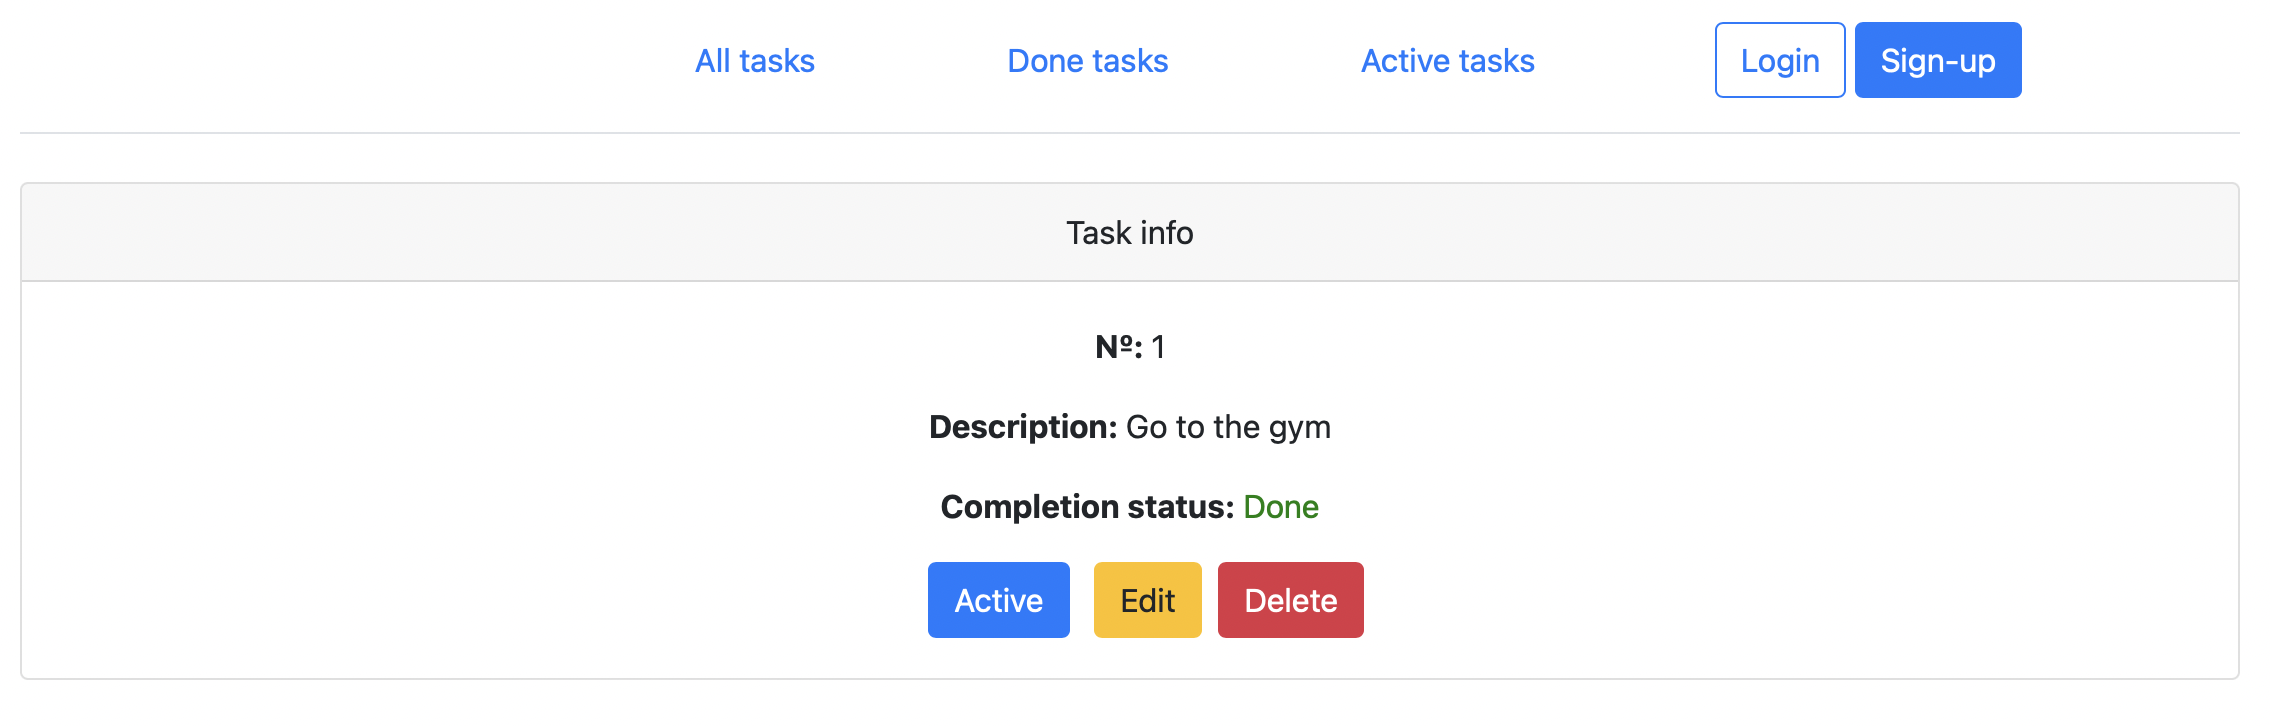 All tasks Done tasks Active tasks Login Sign-up
Task info
Nº: 1
Description: Go to the gym
Completion status: Done
Active Edit Delete